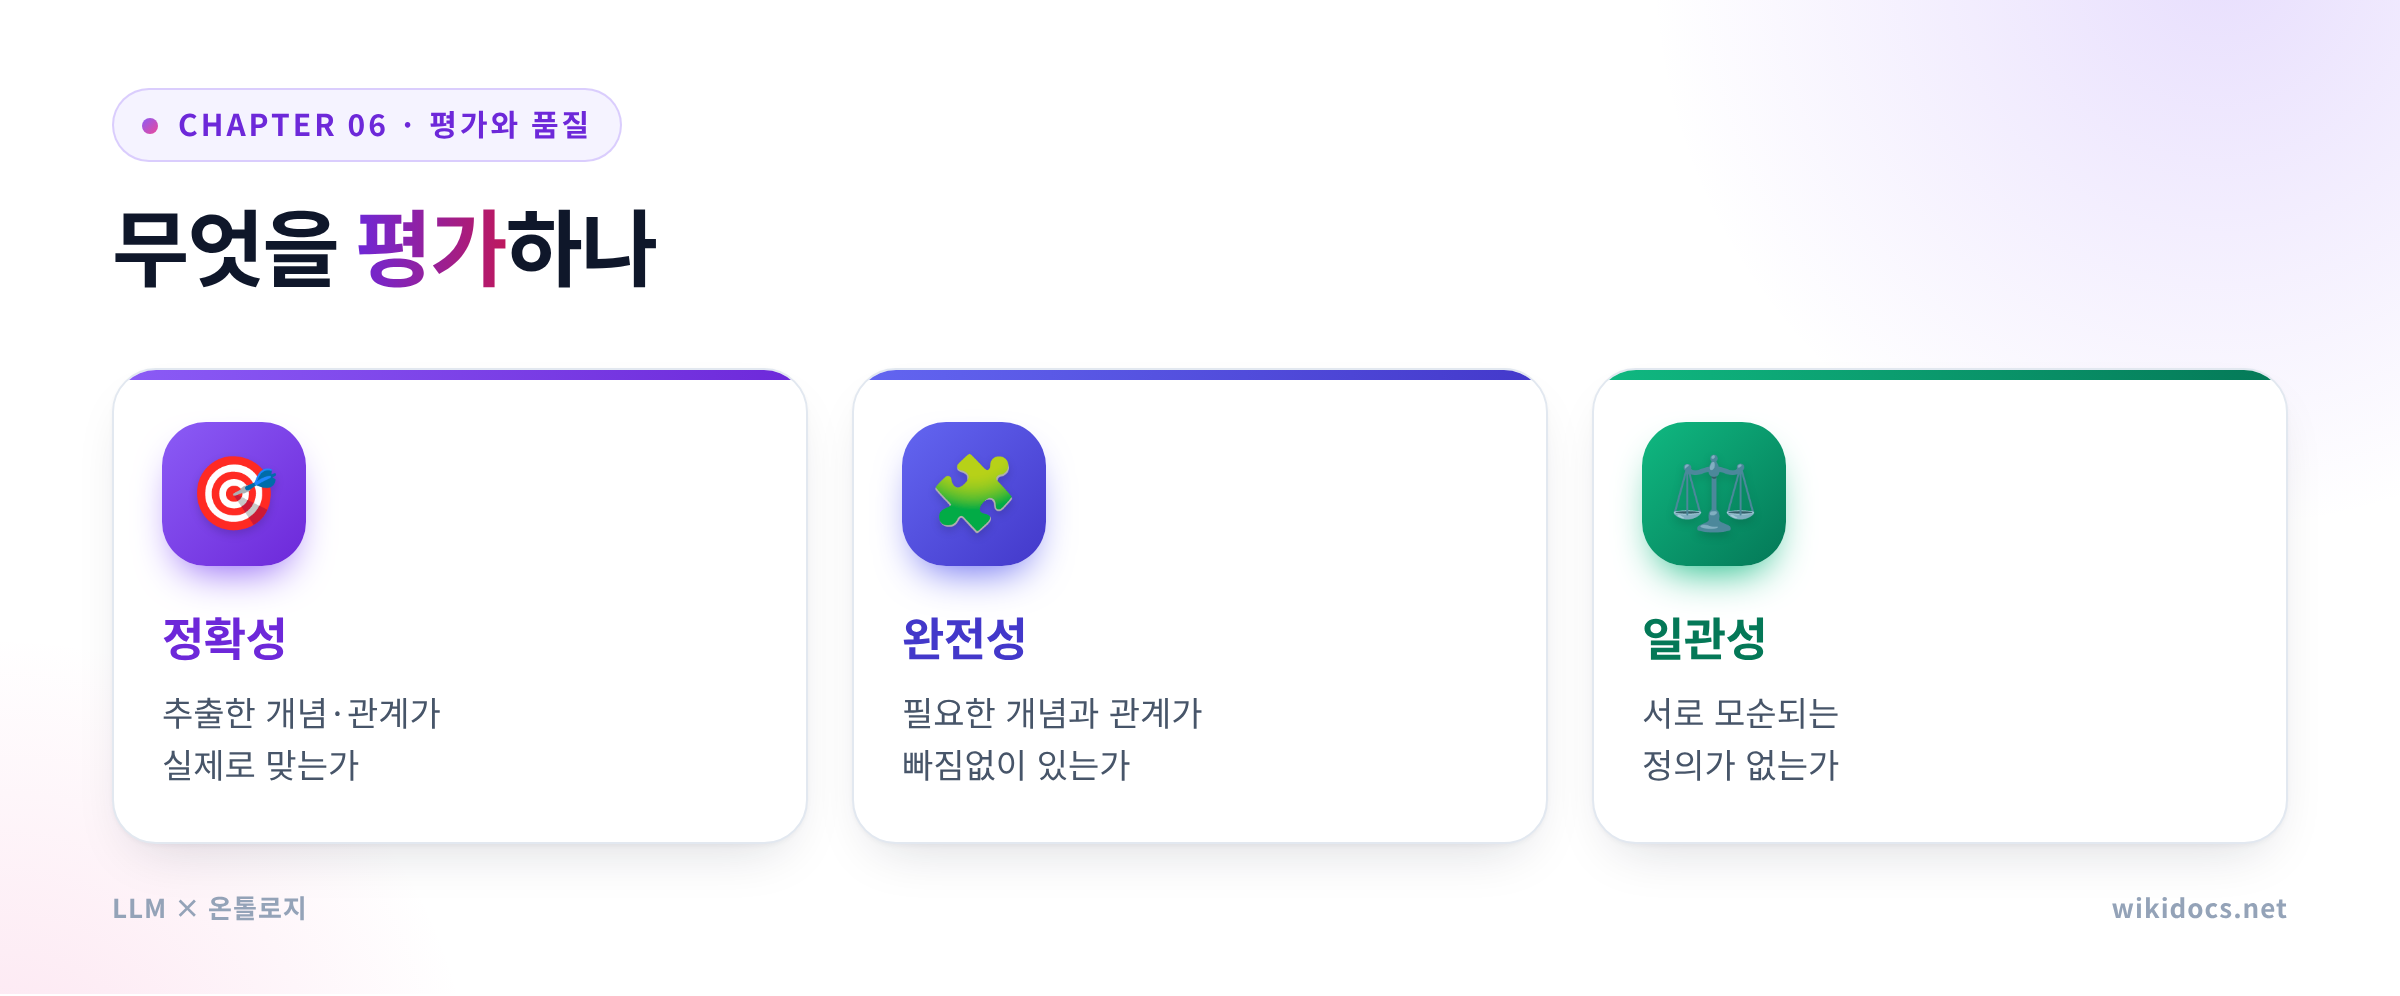 CHAPTER 06 · 평가와 품질
무엇을 평가하나
정확성
추출한 개념·관계가
실제로 맞는가
완전성
필요한 개념과 관계가
빠짐없이 있는가
일관성
서로 모순되는
정의가 없는가
LLM × 온톨로지
wikidocs.net